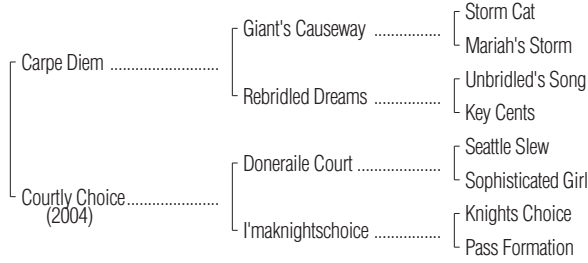 Storm Cat
Giant's Causeway ................
Mariah's Storm
Carpe Diem ..........................
Unbridled's Song
Rebridled Dreams ................
Key Cents
Seattle Slew
Doneraile Court ....................
Sophisticated Girl
Courtly Choice......................
(2004)
Knights Choice
I'maknightschoice ................
Pass Formation